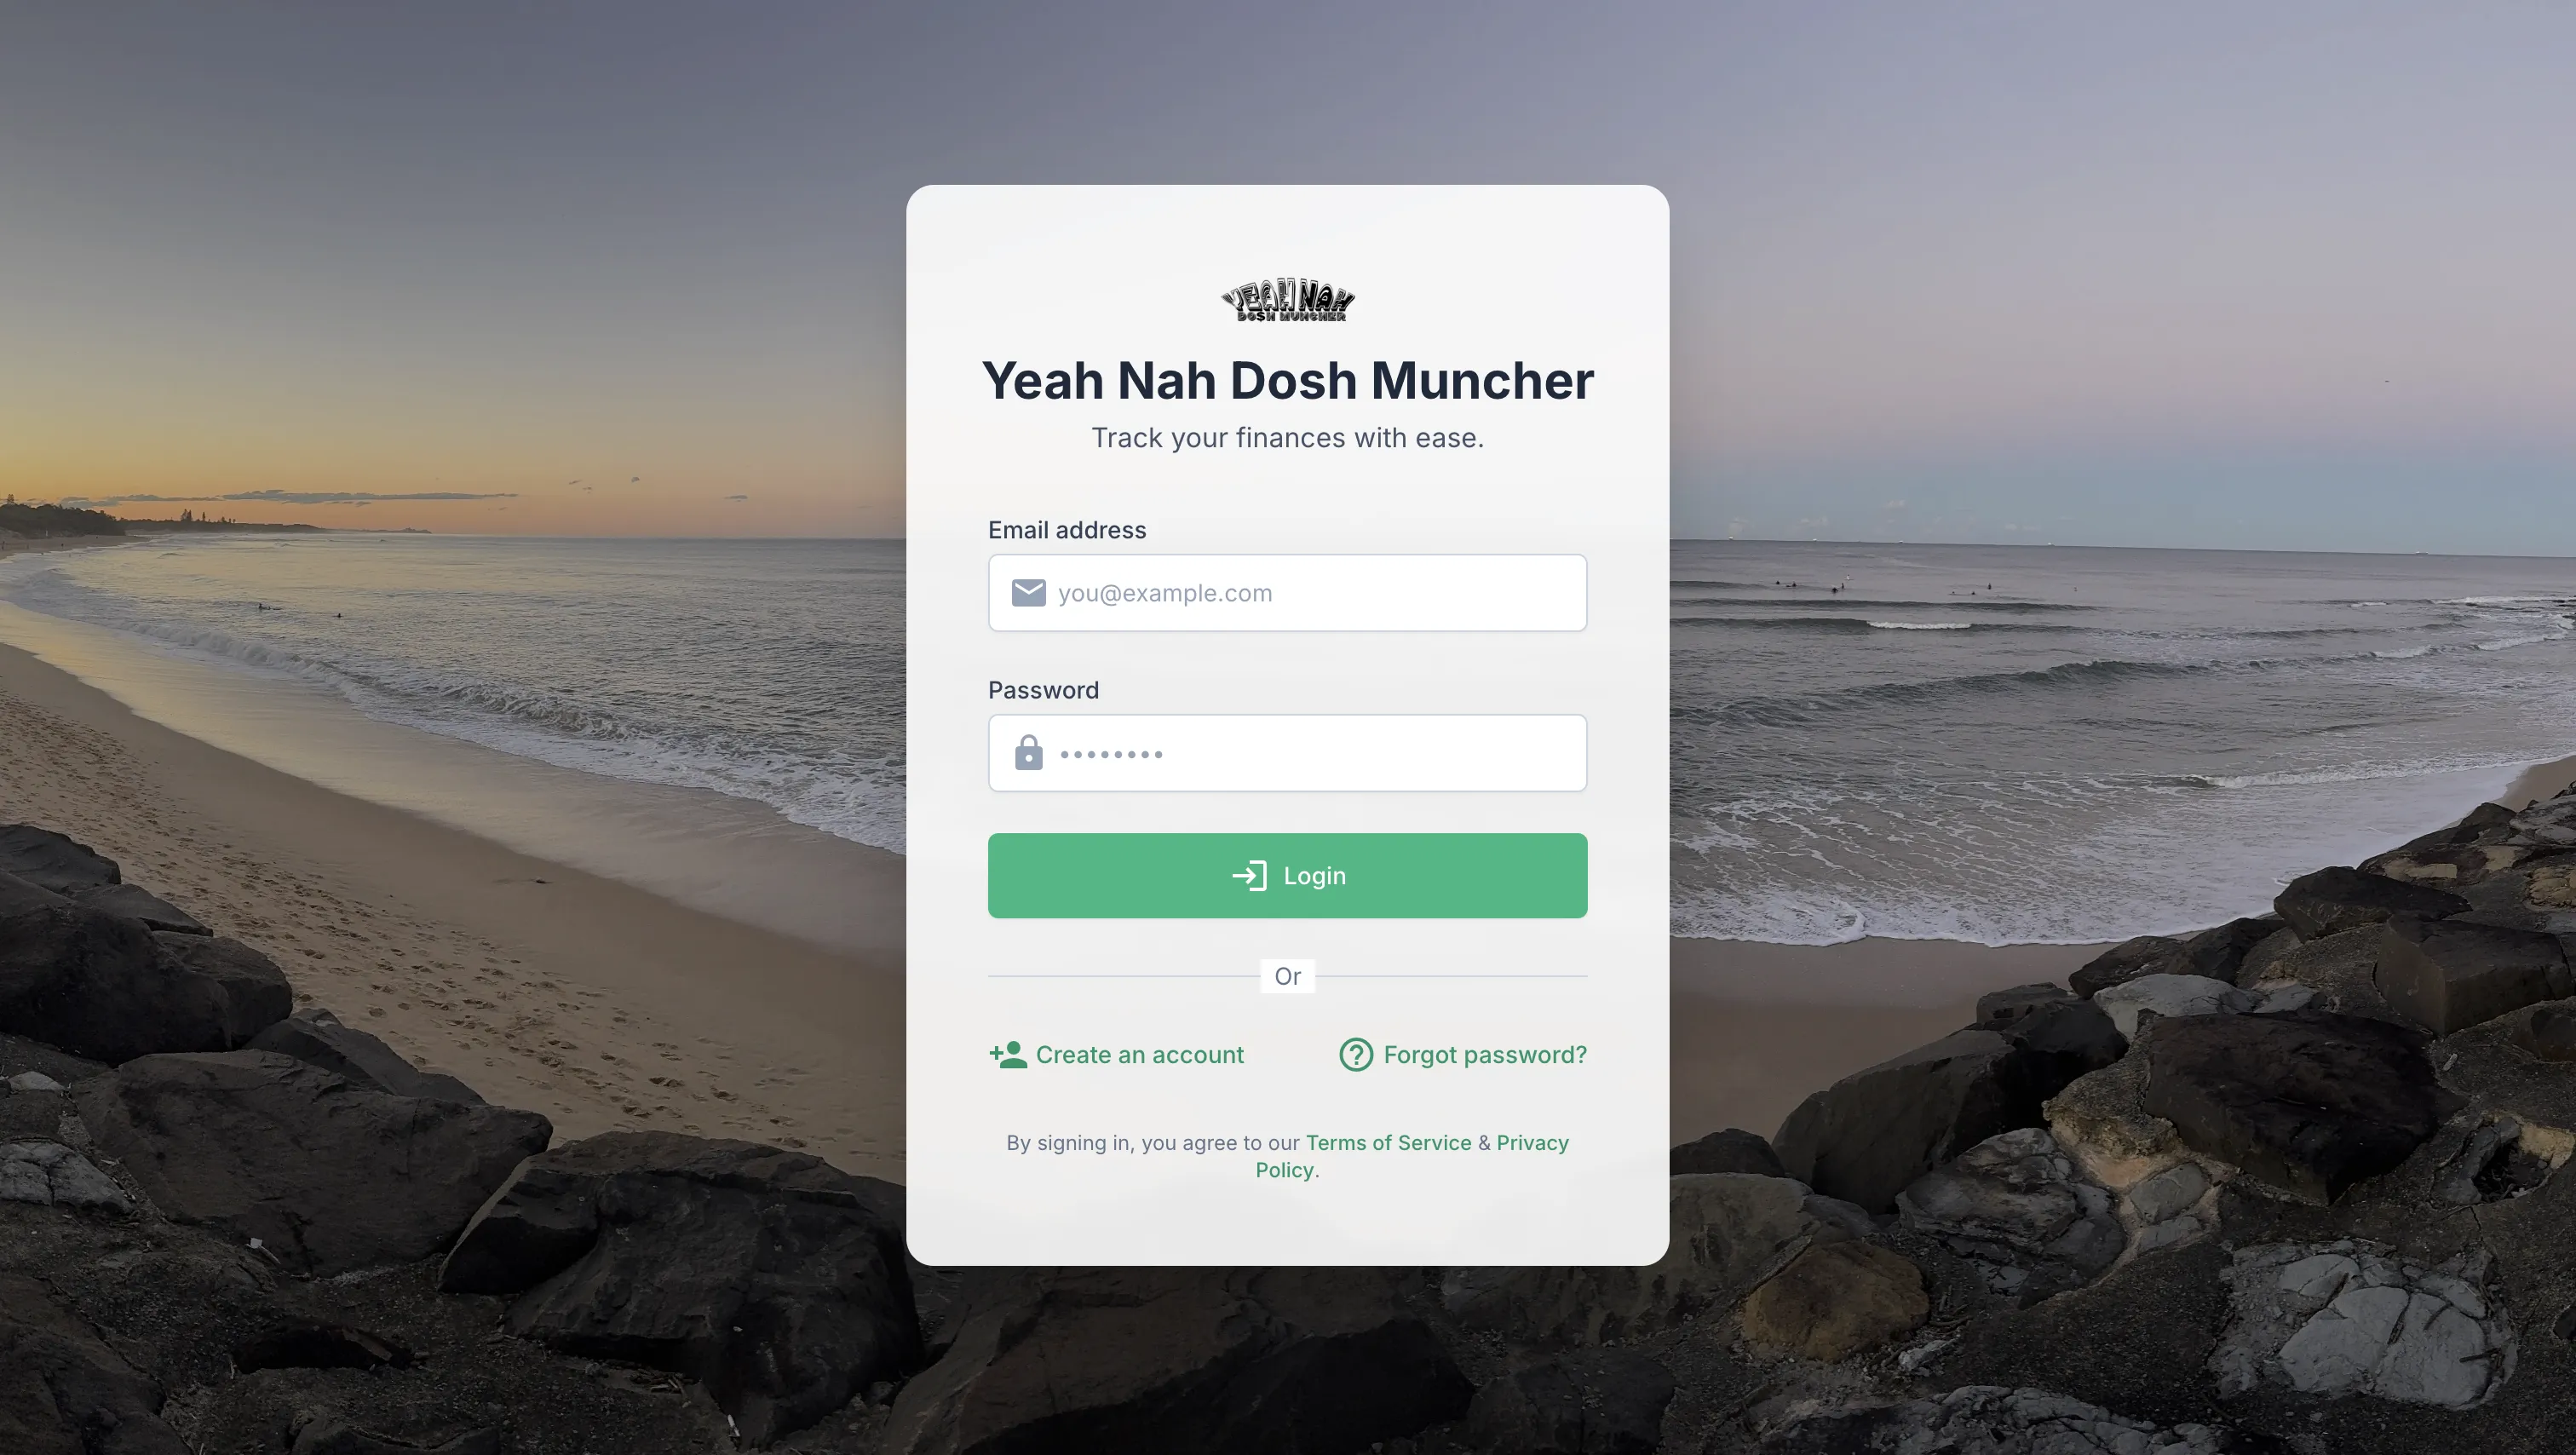 YEAH NAH
DO$H MUNCHER
Yeah Nah Dosh Muncher
Track your finances with ease.
Email address
you@example.com
Password
Login
Or
Create an account
Forgot password?
By signing in, you agree to our Terms of Service & Privacy
Policy.